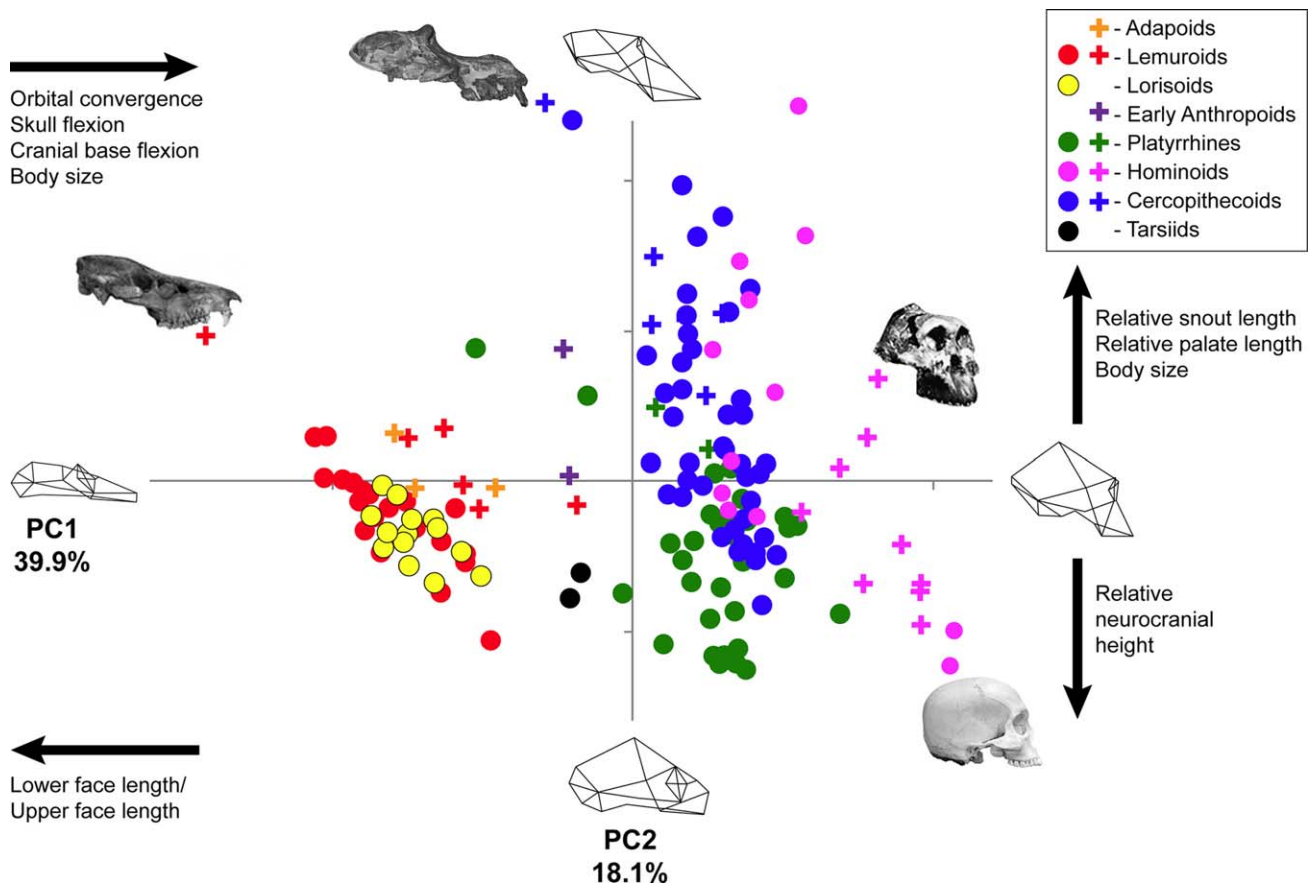 Orbital convergence
Skull flexion
Cranial base flexion
Body size
- Adapoids
- Lemuroids
- Lorisoids
- Early Anthropoids
- Platyrrhines
- Hominoids
- Cercopithecoids
- Tarsiids
Relative snout length
Relative palate length
Body size
PC1
39.9%
Relative
neurocranial
height
Lower face length/
Upper face length
PC2
18.1%